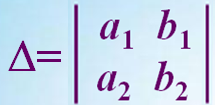 Δ= | a₁ b₁ |
| a₂ b₂ |